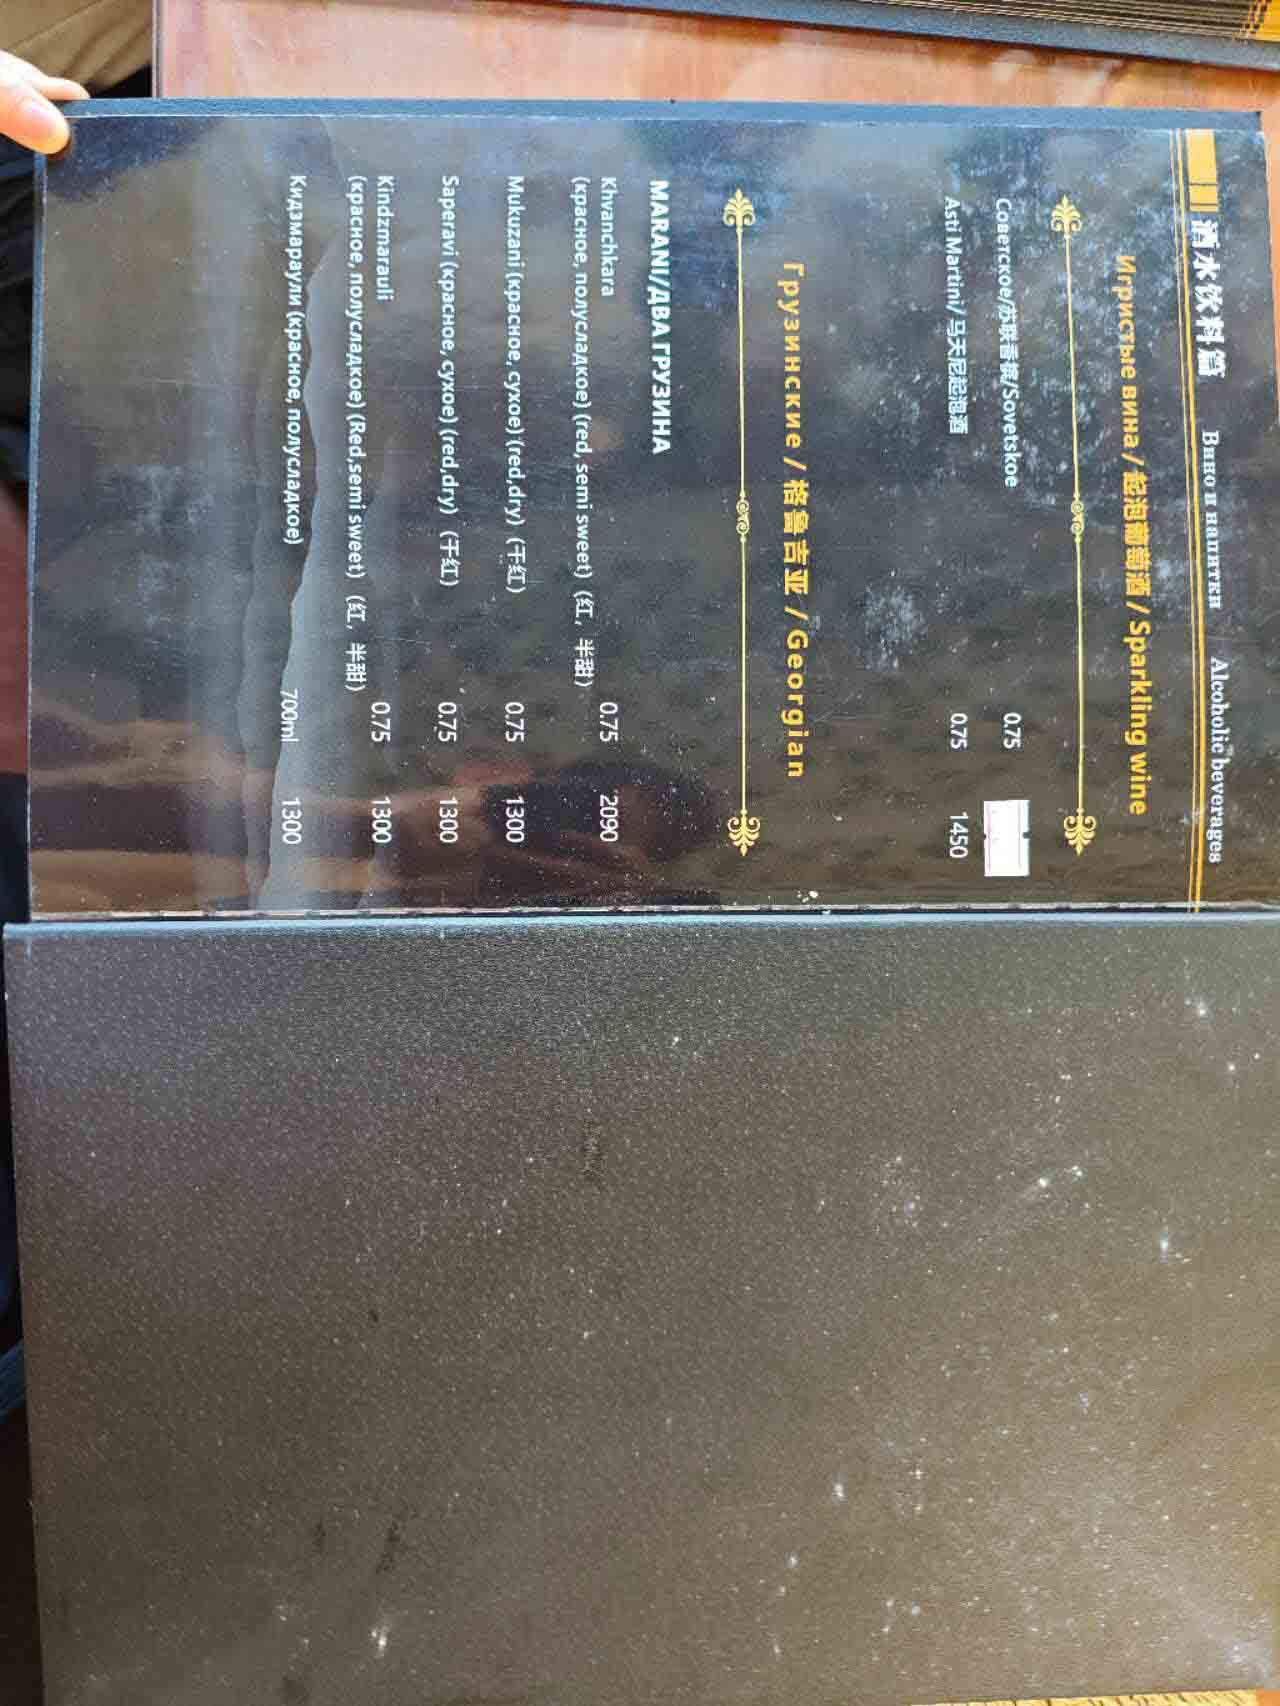 酒水饮料篇 Вино и напитки Alcoholic beverages
Игристые вина / 起泡葡萄酒 / Sparkling wine
Советское/苏联香槟/Sovetskoe 0.75
Asti Martini/ 马天尼起泡酒 0.75 1450
Грузинские / 格鲁吉亚 / Georgian
MARANI/ДВА ГРУЗИНА
Khvanchkara
(красное, полусладкое) (red, semi sweet) (红, 半甜) 0.75 2090
Mukuzani (красное, сухое) (red,dry) (干红) 0.75 1300
Saperavi (красное, сухое) (red,dry) (干红) 0.75 1300
Kindzmarauli
(красное, полусладкое) (Red,semi sweet) (红, 半甜) 0.75 1300
Кидзмараули (красное, полусладкое) 700ml 1300